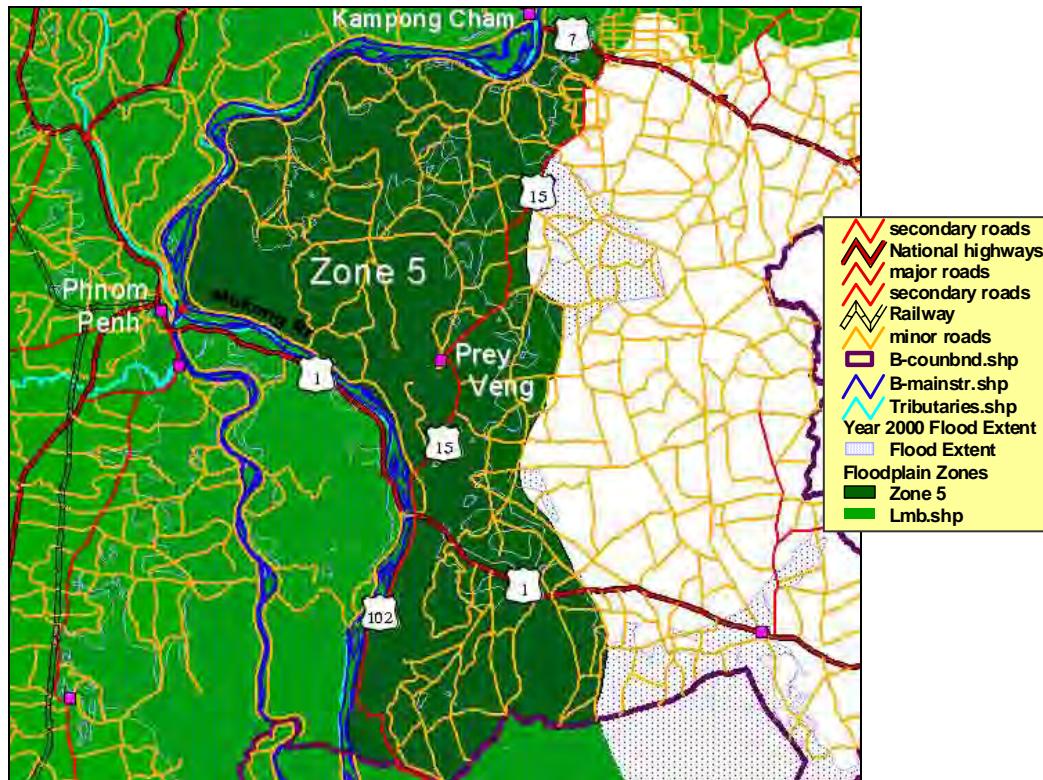 Kampong Cham
7
15
Zone 5
Phnom
Penh
Mekong R.
1
Prey
Veng
15
1
102
secondary roads
National highways
major roads
secondary roads
Railway
minor roads
B-counbnd.shp
B-mainstr.shp
Tributaries.shp
Year 2000 Flood Extent
Flood Extent
Floodplain Zones
Zone 5
Lmb.shp